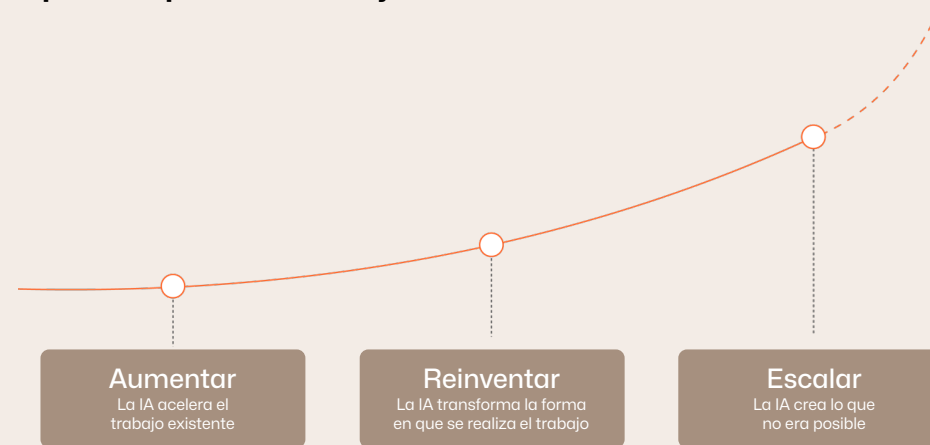 Aumentar
La IA acelera el
trabajo existente
Reinventar
La IA transforma la forma
en que se realiza el trabajo
Escalar
La IA crea lo que
no era posible